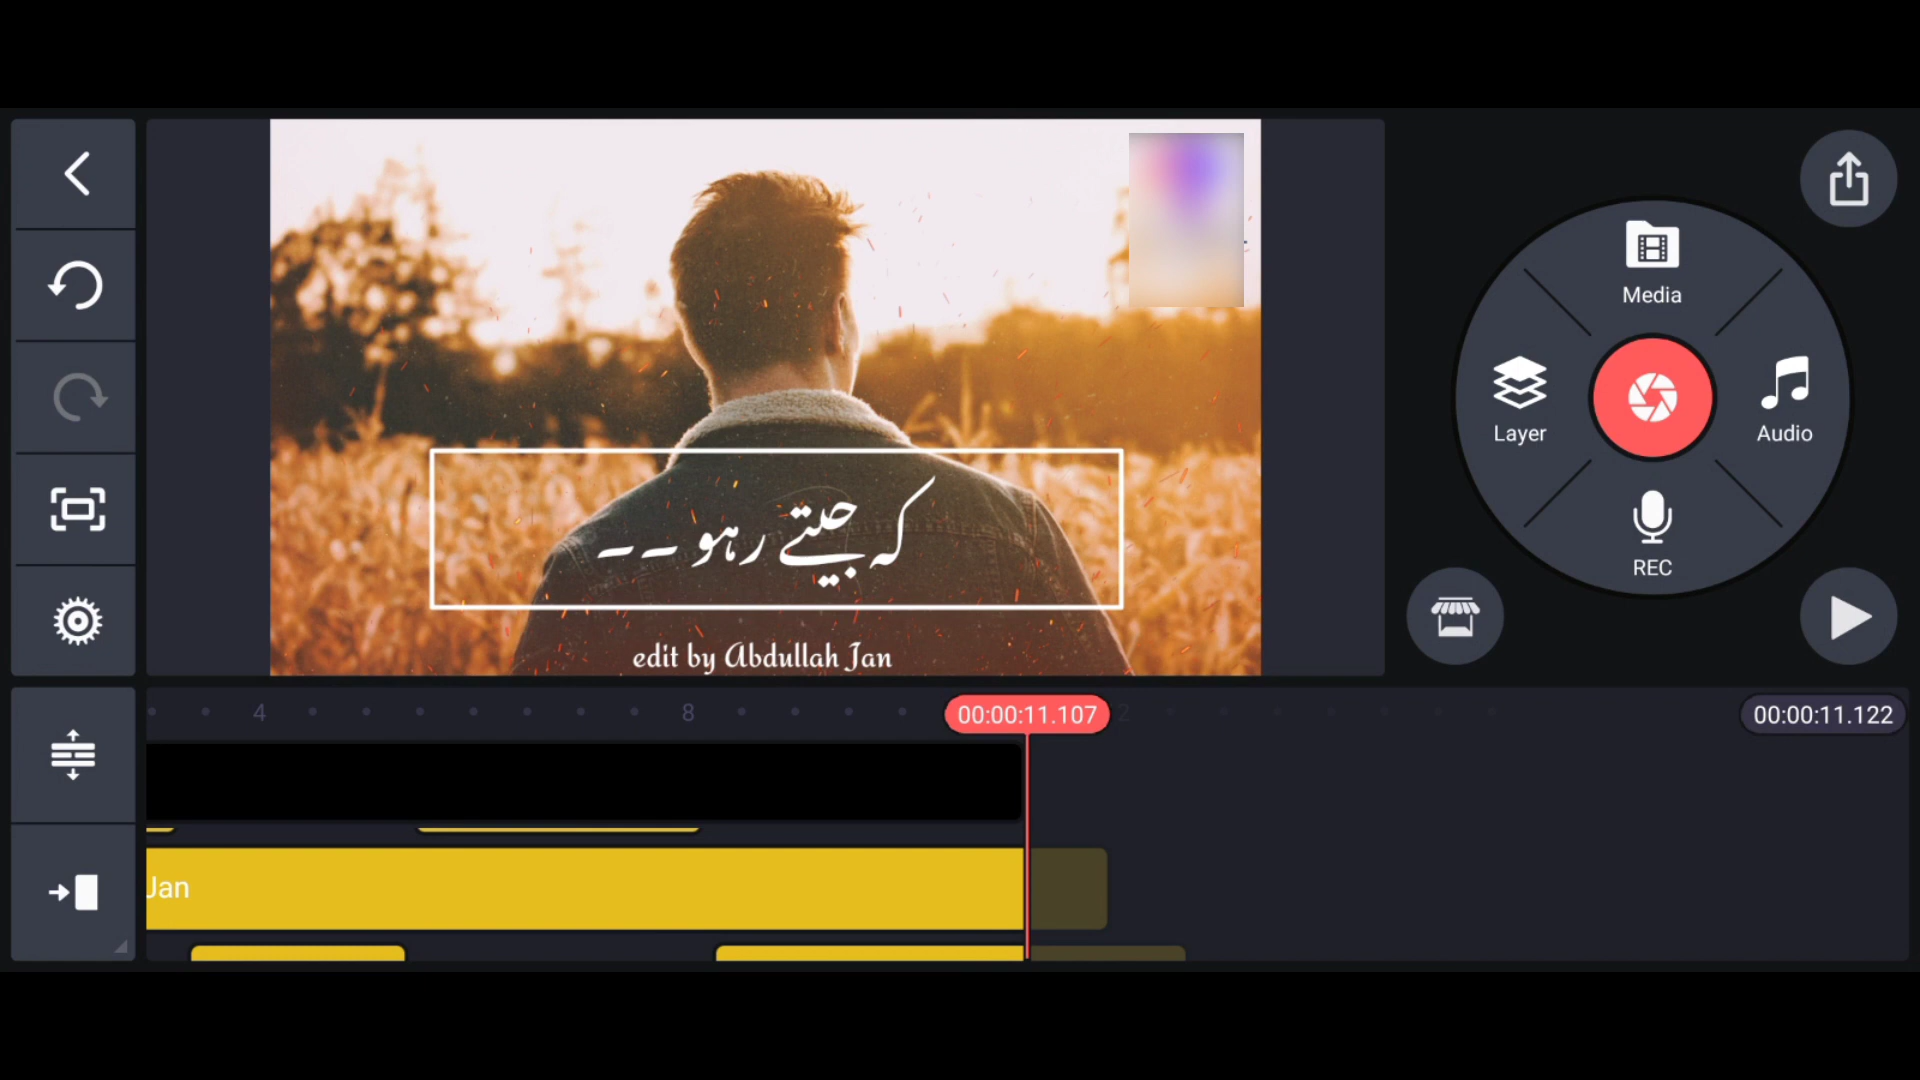 Media
Layer
Audio
REC
کہ جیتے رہو --
edit by Abdullah Jan
4
8
00:00:11.107
2
00:00:11.122
Jan